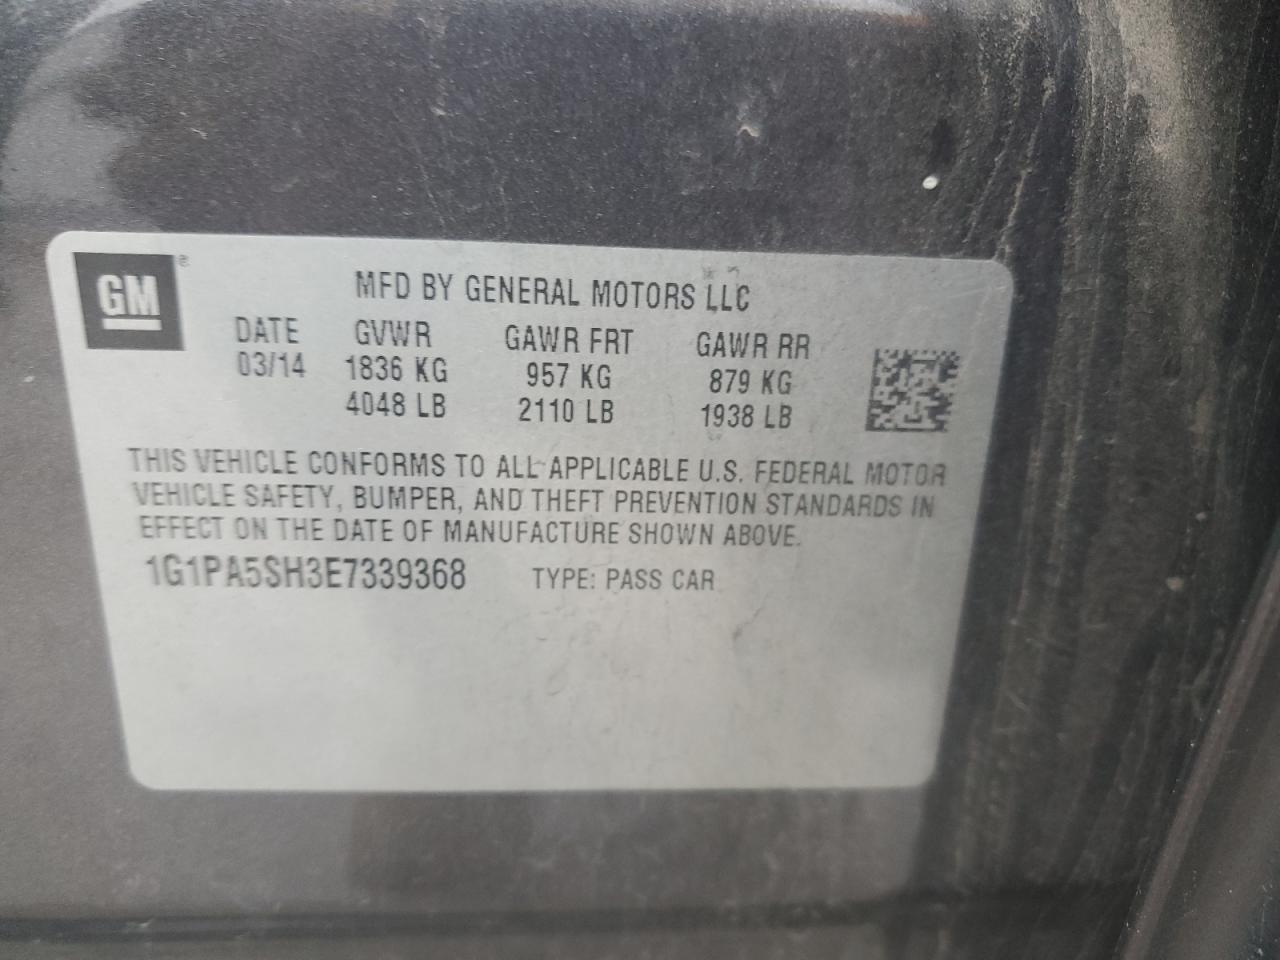 GM®
MFD BY GENERAL MOTORS LLC
DATE GVWR GAWR FRT GAWR RR
03/14 1836 KG 957 KG 879 KG
4048 LB 2110 LB 1938 LB
THIS VEHICLE CONFORMS TO ALL APPLICABLE U.S. FEDERAL MOTOR
VEHICLE SAFETY, BUMPER, AND THEFT PREVENTION STANDARDS IN
EFFECT ON THE DATE OF MANUFACTURE SHOWN ABOVE.
1G1PA5SH3E7339368 TYPE: PASS CAR